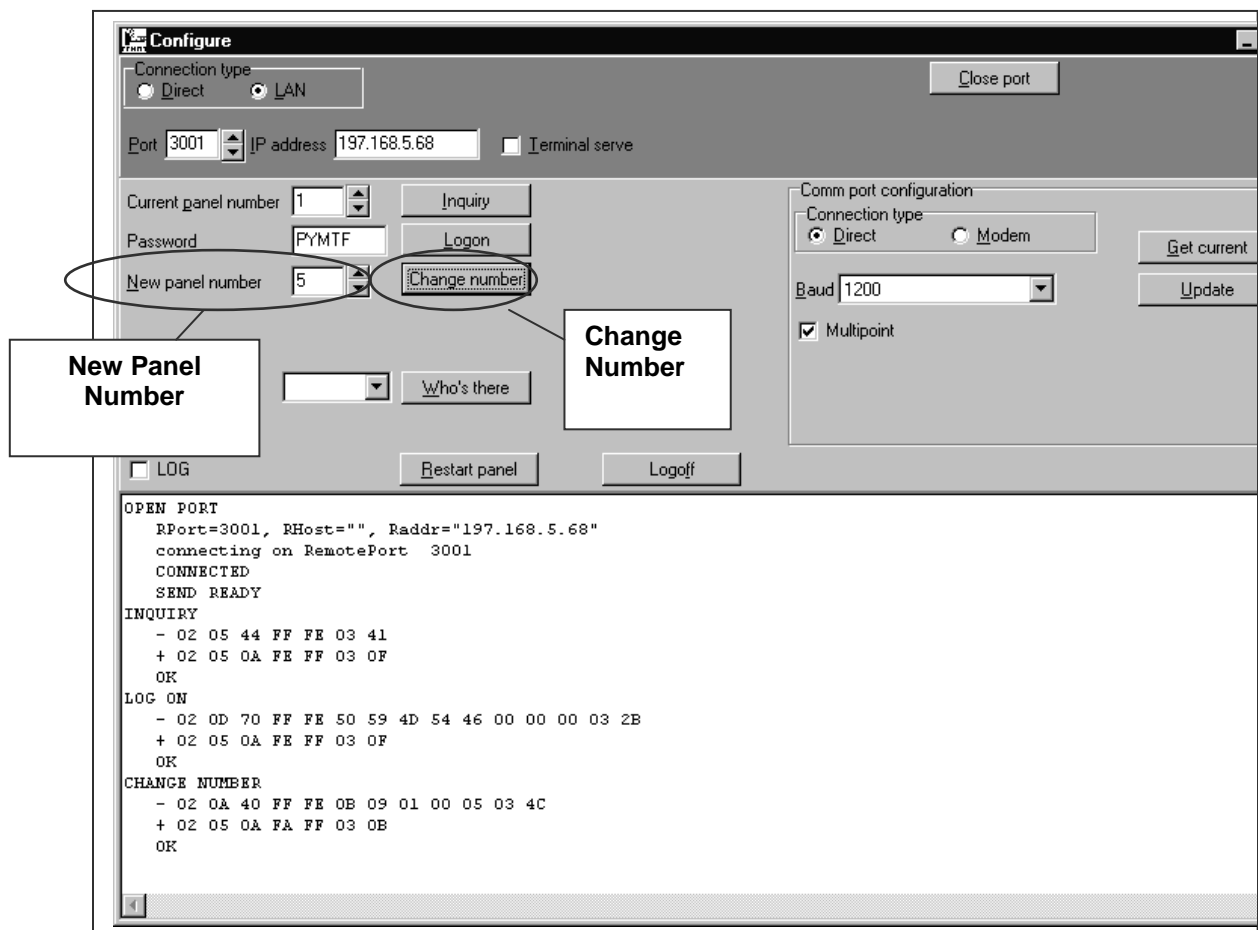 Configure
Connection type
Direct LAN
Close port
Port 3001 IP address 197.168.5.68 Terminal serve
Current panel number 1 Inquiry
Password PYMTF Logon
New panel number 5 Change number
Comm port configuration
Connection type
Direct Modem
Get current
Baud 1200
Update
Multipoint
New Panel
Number
Change
Number
Who's there
LOG Restart panel Logoff
OPEN PORT
RPort=3001, RHost="", Raddr="197.168.5.68"
connecting on RemotePort 3001
CONNECTED
SEND READY
INQUIRY
- 02 05 44 FF FE 03 41
+ 02 05 0A FE FF 03 0F
OK
LOG ON
- 02 0D 70 FF FE 50 59 4D 54 46 00 00 00 03 2B
+ 02 05 0A FE FF 03 0F
OK
CHANGE NUMBER
- 02 0A 40 FF FE 0B 09 01 00 05 03 4C
+ 02 05 0A FA FF 03 0B
OK